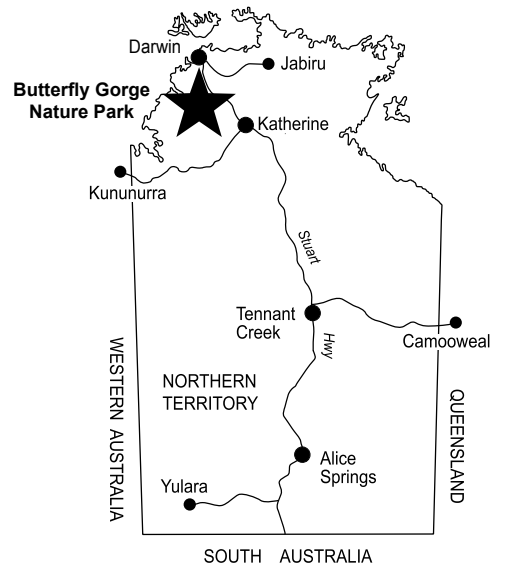 Darwin
Jabiru
Butterfly Gorge
Nature Park
Katherine
Kununurra
Stuart
Tennant
Creek
Hwy
Camooweal
WESTERN AUSTRALIA
NORTHERN
TERRITORY
QUEENSLAND
Alice
Springs
Yulara
SOUTH AUSTRALIA